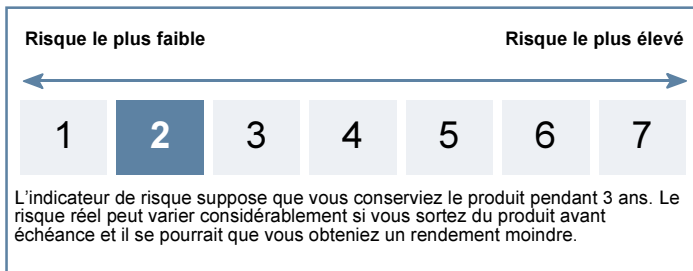 Risque le plus faible Risque le plus élevé
1 2 3 4 5 6 7
L'indicateur de risque suppose que vous conserviez le produit pendant 3 ans. Le
risque réel peut varier considérablement si vous sortez du produit avant
échéance et il se pourrait que vous obteniez un rendement moindre.